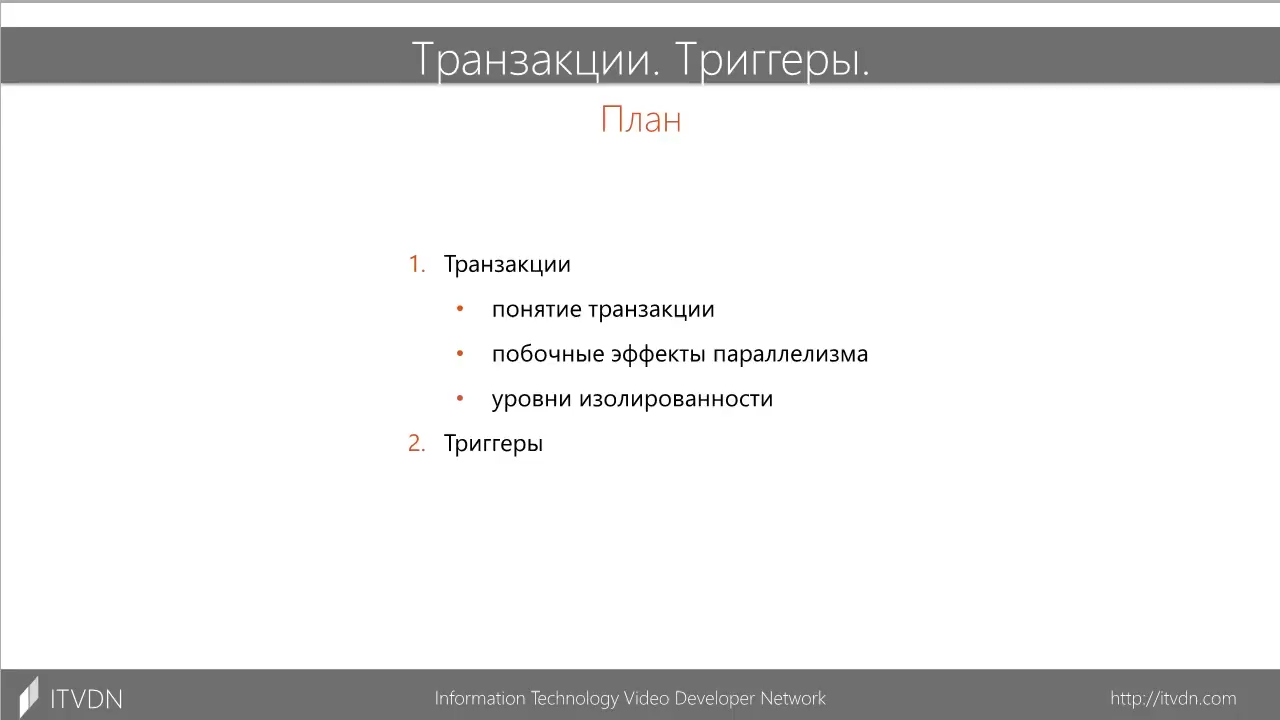 Транзакции. Триггеры.
План
1. Транзакции
• понятие транзакции
• побочные эффекты параллелизма
• уровни изолированности
2. Триггеры
ITVDN
Information Technology Video Developer Network
http://itvdn.com